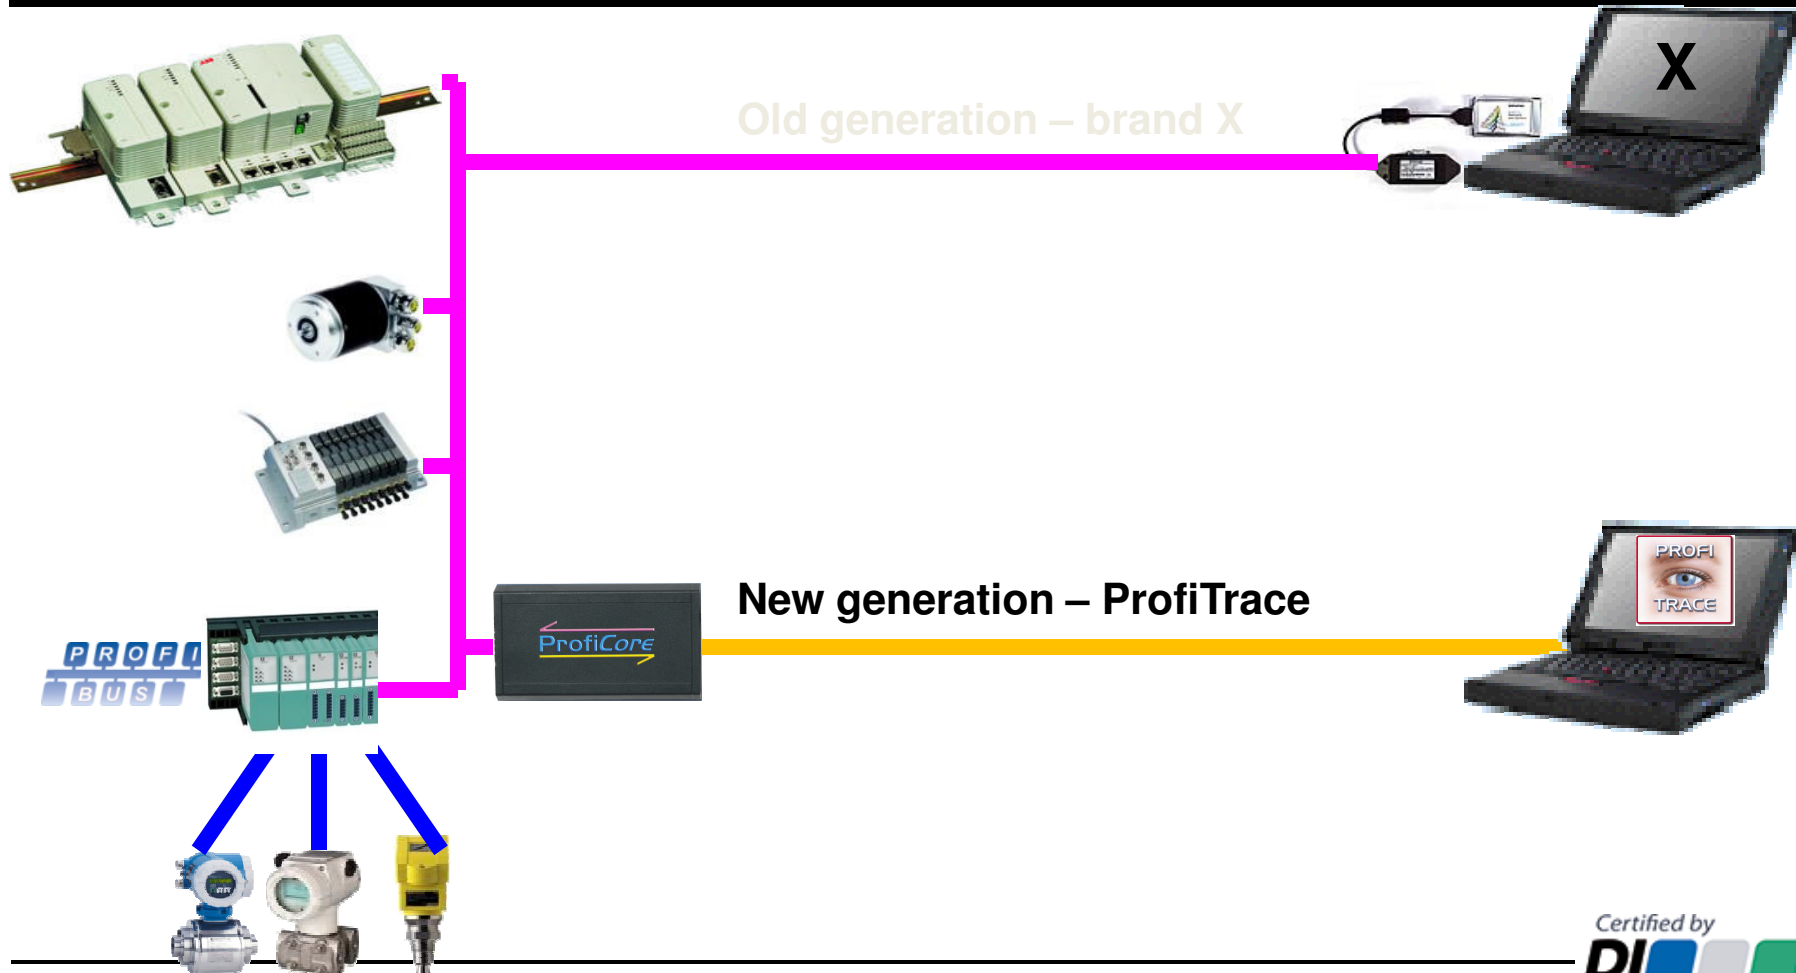 X
Old generation – brand X
PROFI
TRACE
New generation – ProfiTrace
ProfiCore
PROFI
BUS
Certified by